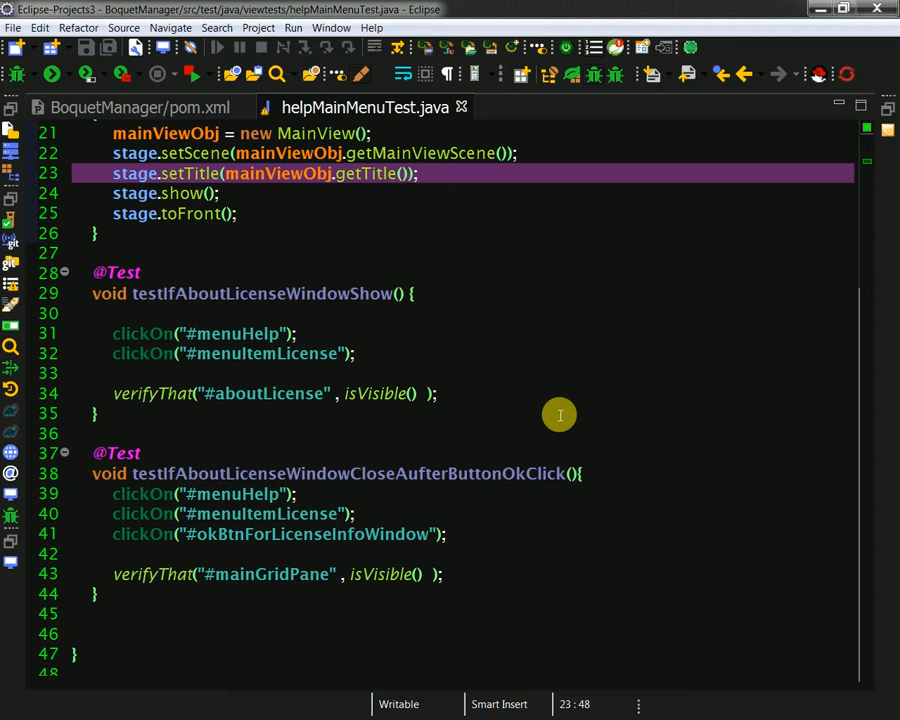 Eclipse-Projects3 - BoquetManager/src/test/java/viewtests/helpMainMenuTest.java - Eclipse
File Edit Refactor Source Navigate Search Project Run Window Help
BoquetManager/pom.xml helpMainMenuTest.java
21 mainViewObj = new MainView();
22 stage.setScene(mainViewObj.getMainViewScene());
23 stage.setTitle(mainViewObj.getTitle());
24 stage.show();
25 stage.toFront();
26 }
27
28 @Test
29 void testIfAboutLicenseWindowShow() {
30
31 clickOn("#menuHelp");
32 clickOn("#menuItemLicense");
33
34 verifyThat("#aboutLicense" , isVisible() );
35 }
36
37 @Test
38 void testIfAboutLicenseWindowCloseAufterButtonOkClick(){
39 clickOn("#menuHelp");
40 clickOn("#menuItemLicense");
41 clickOn("#okBtnForLicenseInfoWindow");
42
43 verifyThat("#mainGridPane" , isVisible() );
44 }
45
46
47 }
48
Writable Smart Insert 23 : 48